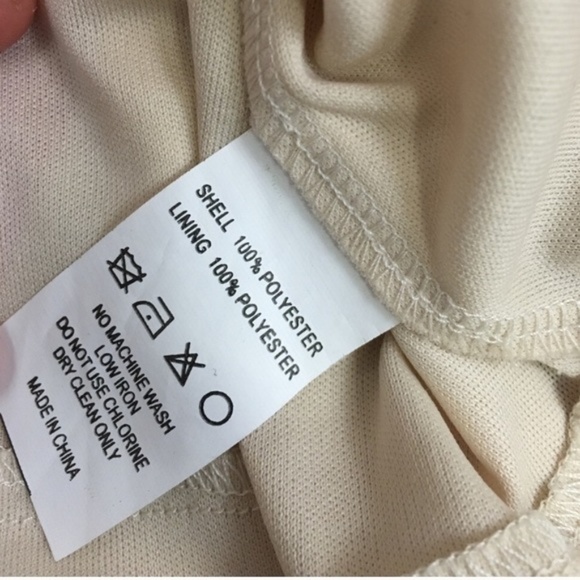 SHELL 100% POLYESTER
LINING 100% POLYESTER
NO MACHINE WASH
LOW IRON
DO NOT USE CHLORINE
DRY CLEAN ONLY
MADE IN CHINA